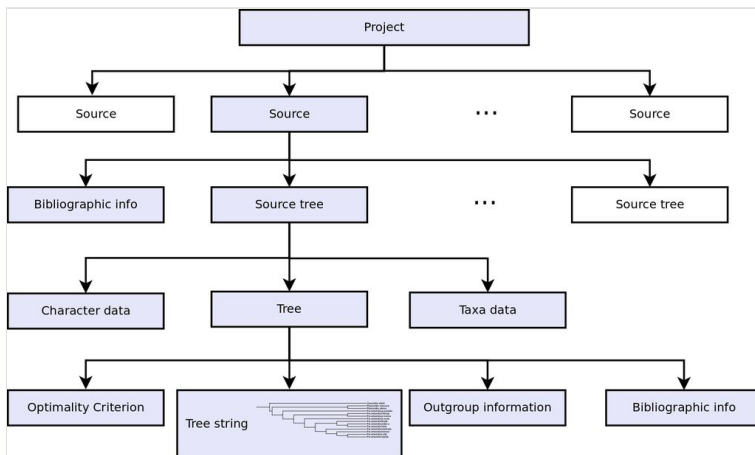 Project
Source
Source
...
Source
Bibliographic info
Source tree
...
Source tree
Character data
Tree
Taxa data
Optimality Criterion
Tree string
Outgroup information
Bibliographic info